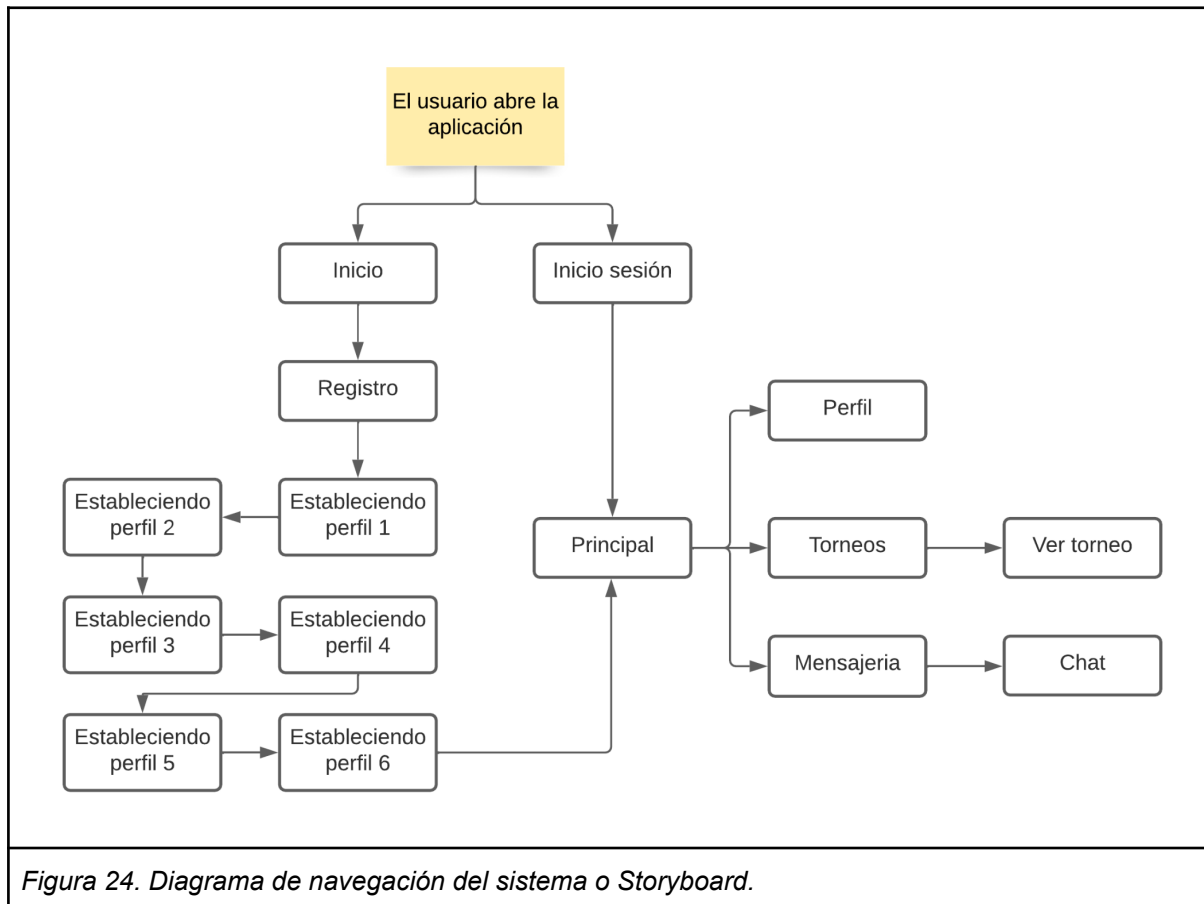 El usuario abre la
aplicación
Inicio
Inicio sesión
Registro
Perfil
Estableciendo
perfil 2
Estableciendo
perfil 1
Principal
Torneos
Ver torneo
Estableciendo
perfil 3
Estableciendo
perfil 4
Mensajeria
Chat
Estableciendo
perfil 5
Estableciendo
perfil 6
Figura 24. Diagrama de navegación del sistema o Storyboard.